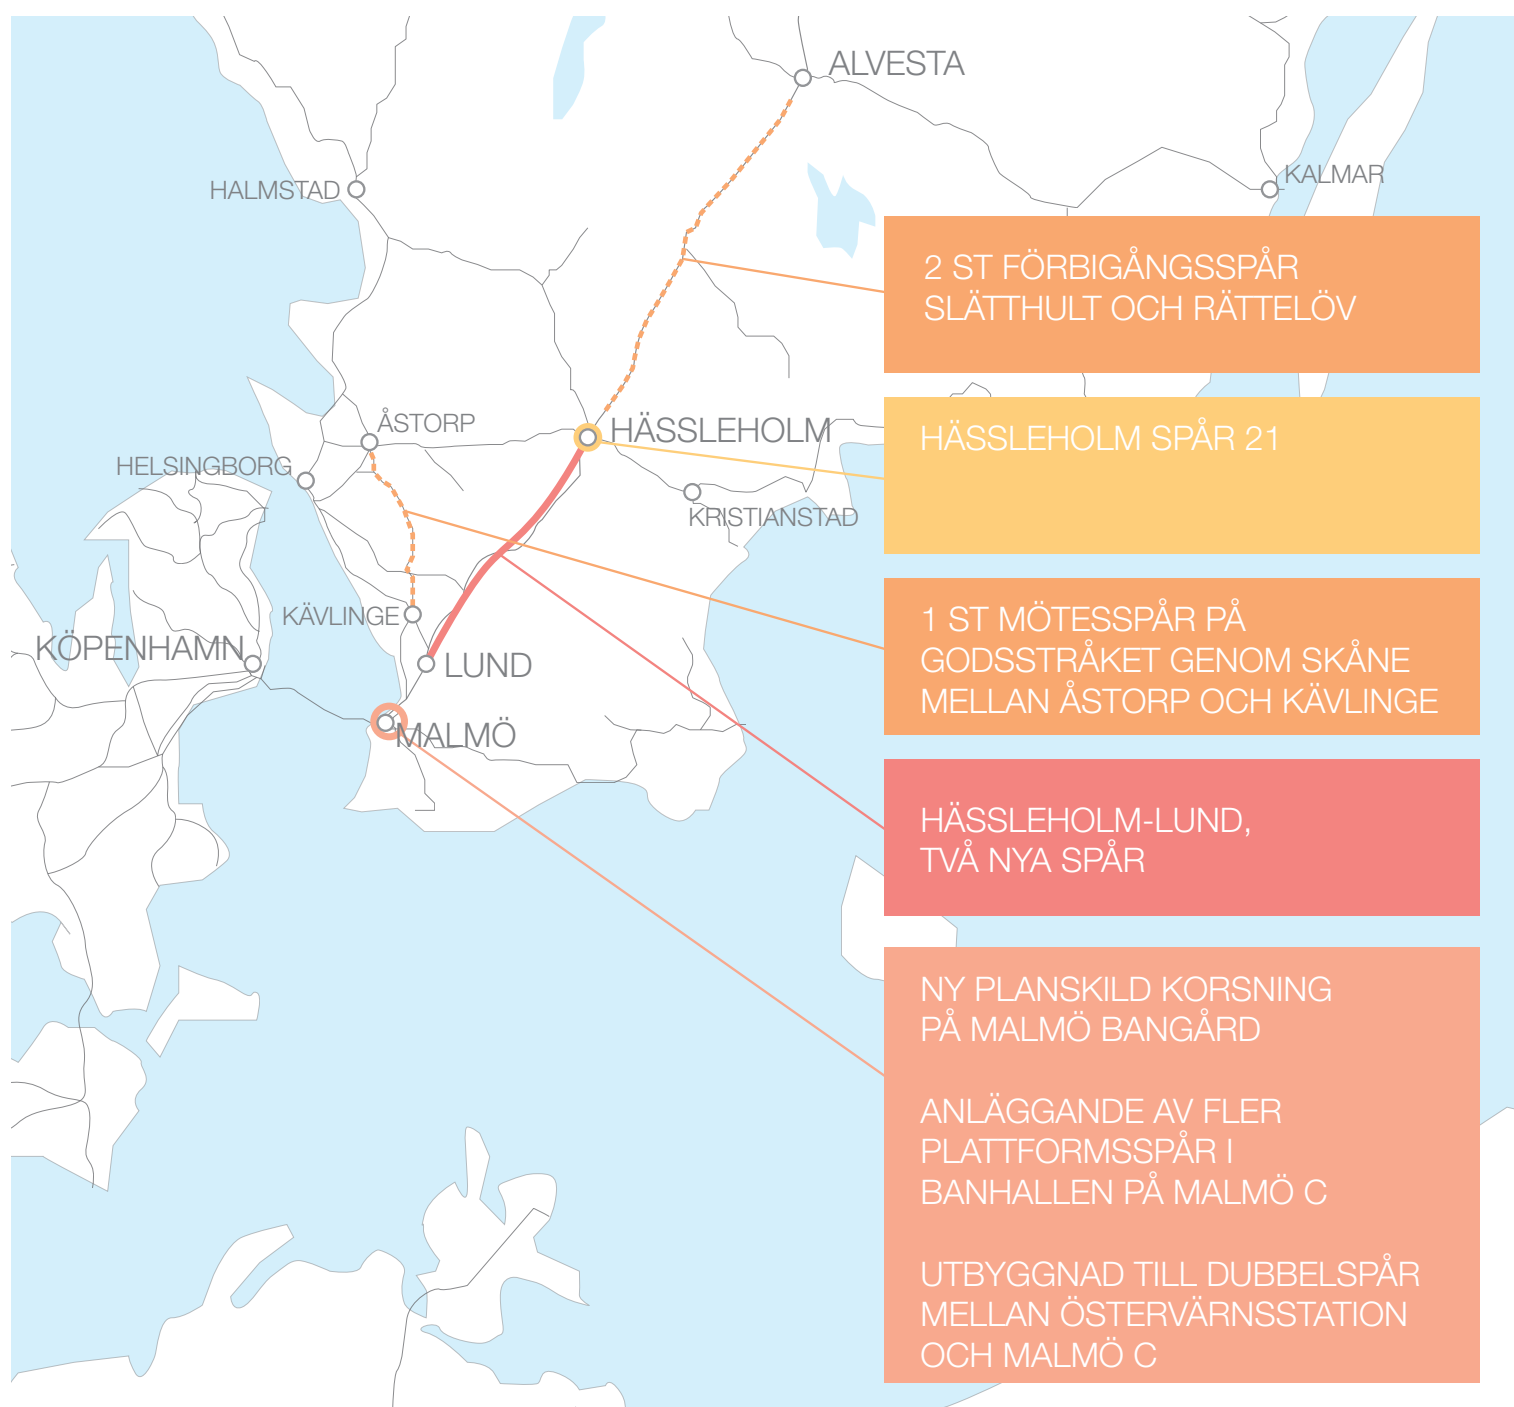 ALVESTA
KALMAR
HALMSTAD
2 ST FÖRBIGÅNGSSPÅR
SLÄTTHULT OCH RÄTTELÖV
ÅSTORP
HÄSSLEHOLM
HÄSSLEHOLM SPÅR 21
HELSINGBORG
KRISTIANSTAD
KÄVLINGE
KÖPENHAMN
LUND
MALMÖ
1 ST MÖTESSPÅR PÅ
GODSSTRÅKET GENOM SKÅNE
MELLAN ÅSTORP OCH KÄVLINGE
HÄSSLEHOLM-LUND,
TVÅ NYA SPÅR
NY PLANSKILD KORSNING
PÅ MALMÖ BANGÅRD
ANLÄGGANDE AV FLER
PLATTFORMSSPÅR I
BANHALLEN PÅ MALMÖ C
UTBYGGNAD TILL DUBBELSPÅR
MELLAN ÖSTERVÄRNSSTATION
OCH MALMÖ C